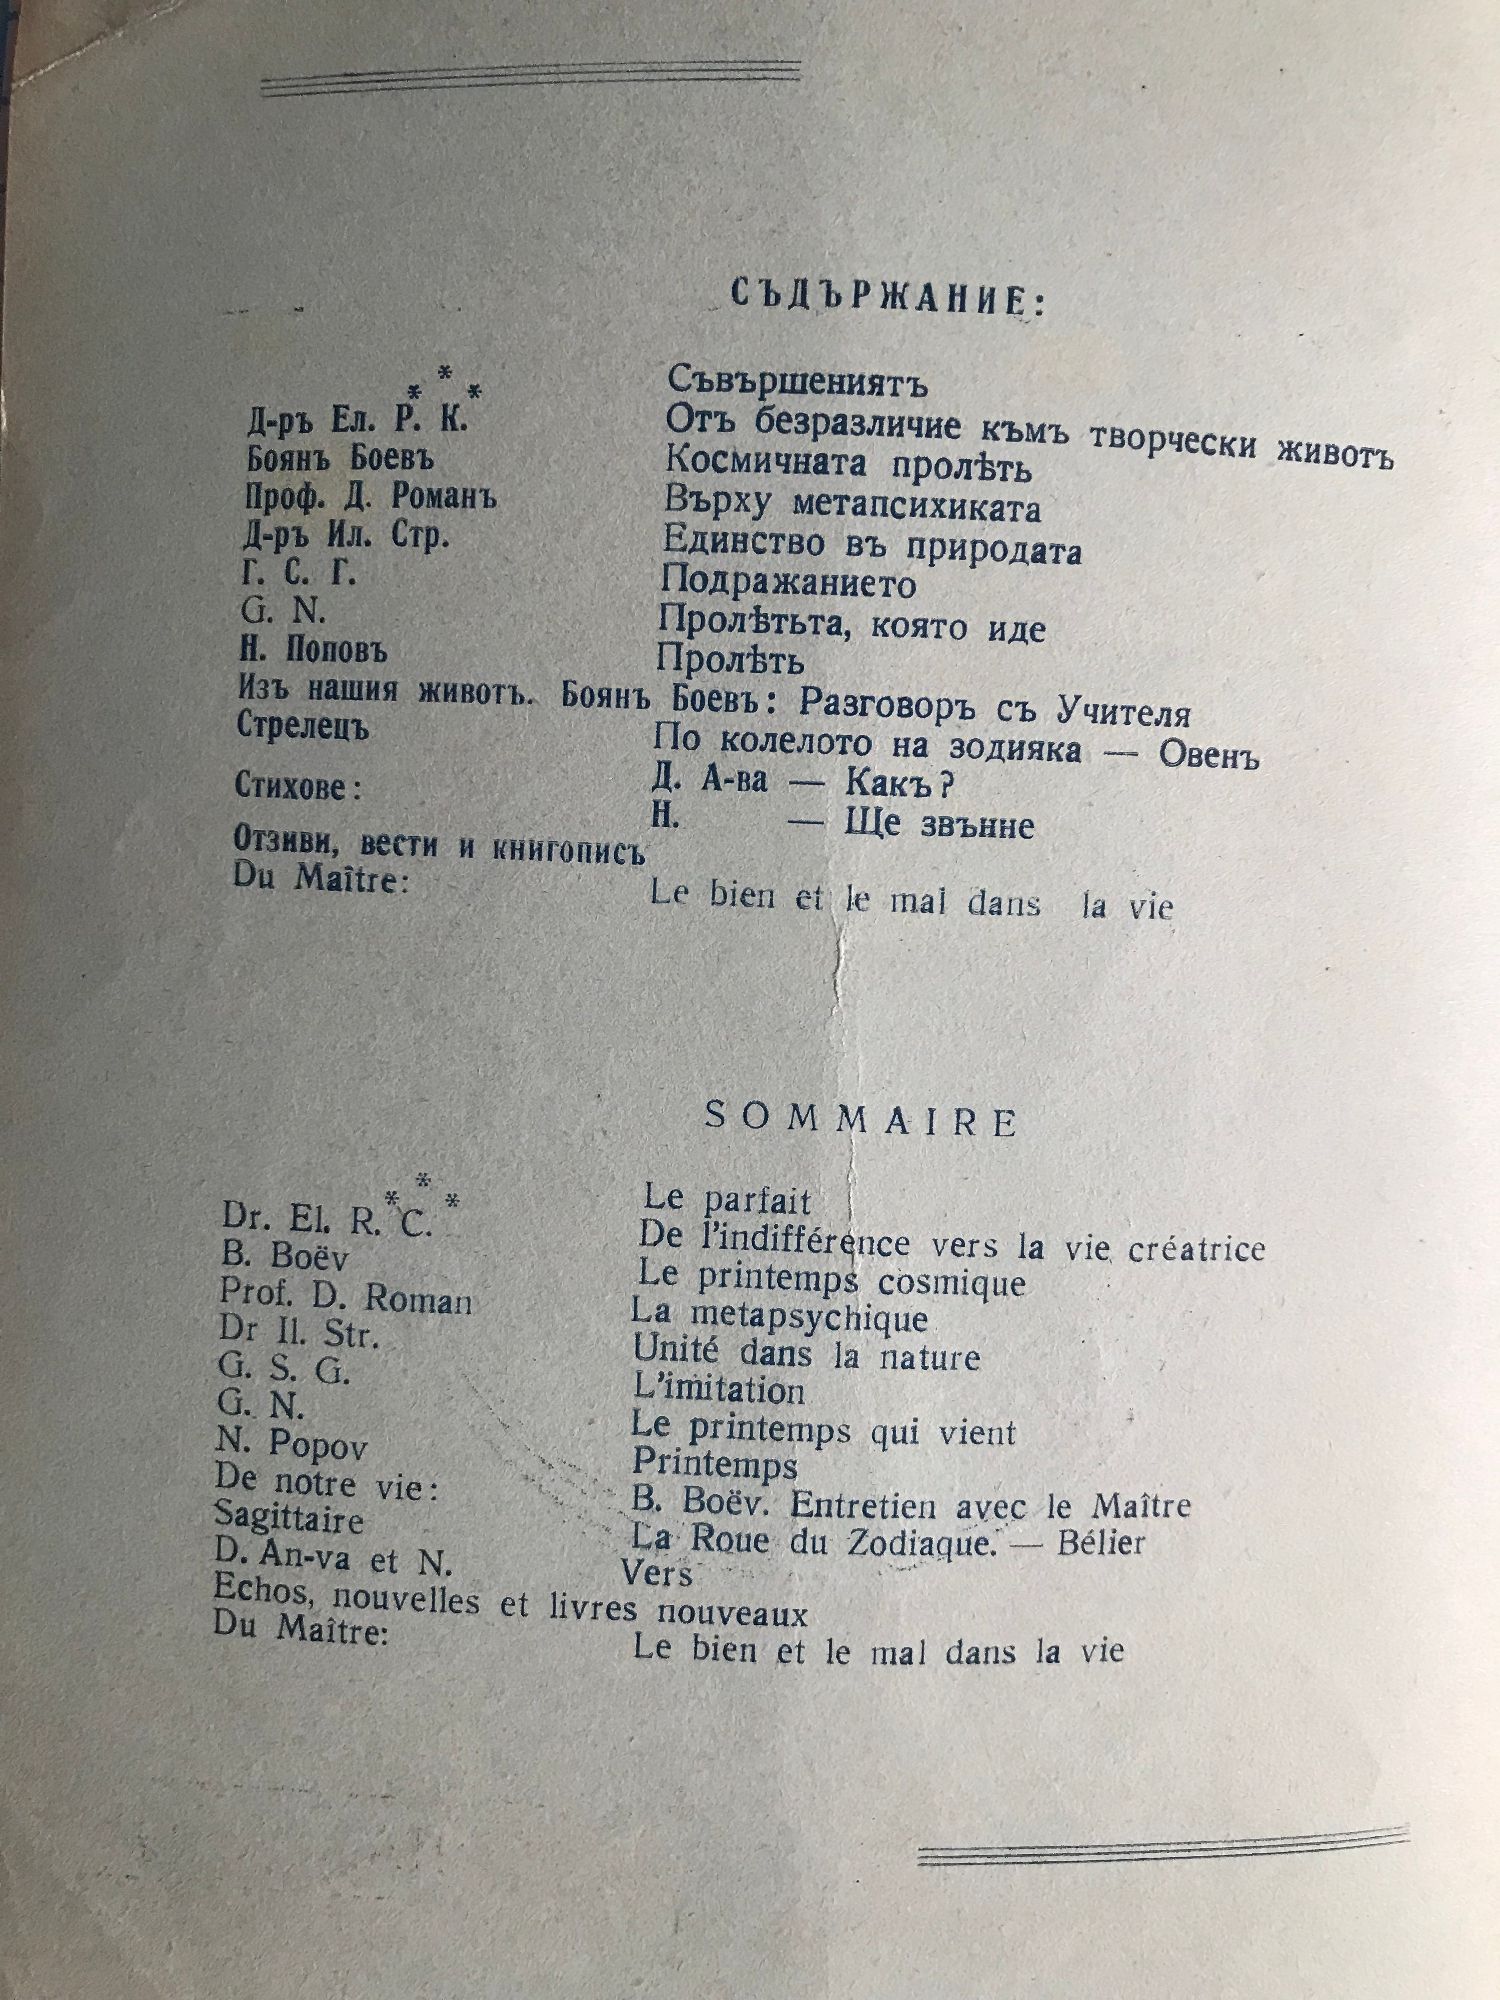 СЪДЪРЖАНИЕ:
* * * Съвършениятъ
Д-ръ Ел. Р. К. Отъ безразличие къмъ творчески животъ
Боянъ Боевъ Космичната пролѣть
Проф. Д. Романъ Върху метапсихиката
Д-ръ Ил. Стр. Единство въ природата
Г. С. Г. Подражанието
G. N. Пролѣтьта, която иде
Н. Поповъ Пролѣть
Изъ нашия животъ. Боянъ Боевъ: Разговоръ съ Учителя
Стрелецъ По колелото на зодияка — Овенъ
Стихове: Д. А-ва — Какъ?
Н. — Ще звънне
Отзиви, вести и книгописъ
Du Maître: Le bien et le mal dans la vie
SOMMAIRE
* * * Le parfait
Dr. El. R. C. De l'indifférence vers la vie créatrice
B. Boëv Le printemps cosmique
Prof. D. Roman La metapsychique
Dr Il. Str. Unité dans la nature
G. S. G. L'imitation
G. N. Le printemps qui vient
N. Popov Printemps
De notre vie: B. Boëv. Entretien avec le Maître
Sagittaire La Roue du Zodiaque. — Bélier
D. An-va et N. Vers
Echos, nouvelles et livres nouveaux
Du Maître: Le bien et le mal dans la vie